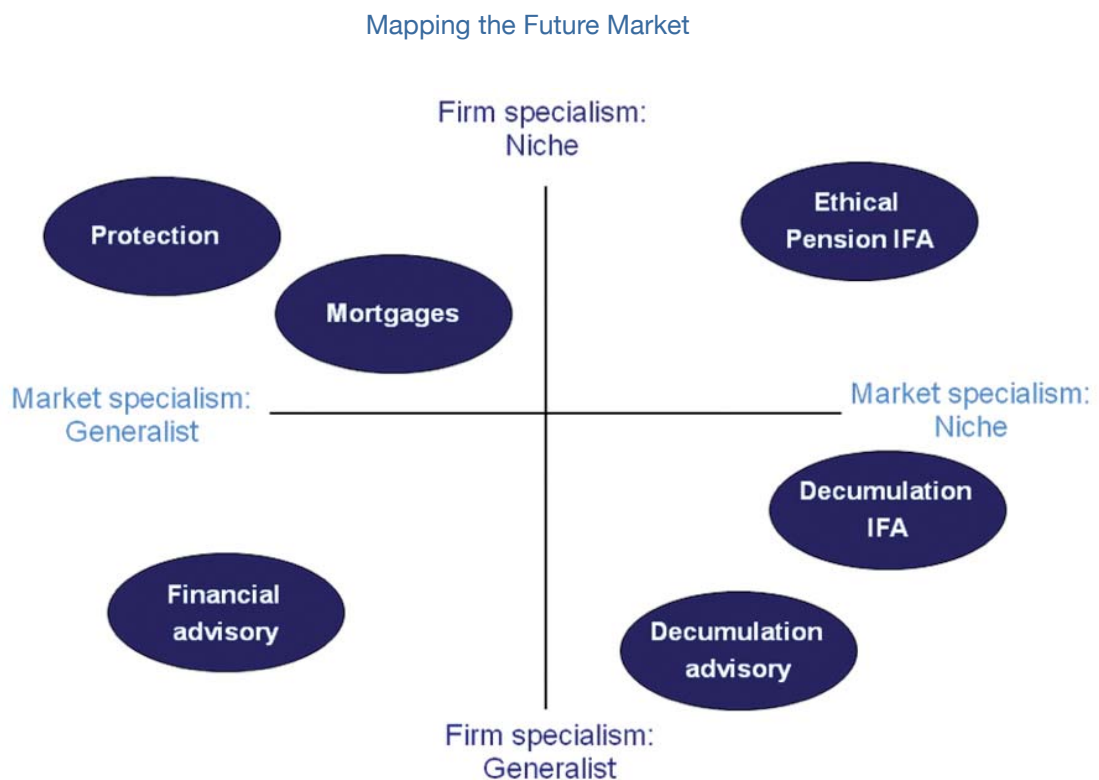 Mapping the Future Market
Firm specialism:
Niche
Ethical
Pension IFA
Protection
Mortgages
Market specialism:
Generalist
Market specialism:
Niche
Decumulation
IFA
Financial
advisory
Decumulation
advisory
Firm specialism:
Generalist